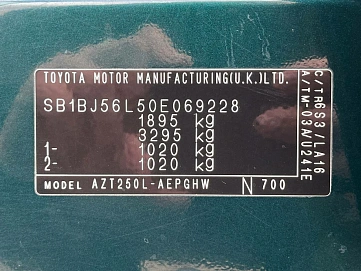 TOYOTA MOTOR MANUFACTURING(U.K.)LTD.
SB1BJ56L50E069228
1895 kg
3295 kg
1- 1020 kg
2- 1020 kg
MODEL AZT250L-AEPGHW N 700
C/TR6S3/LA16
A/TM-03A/U241E